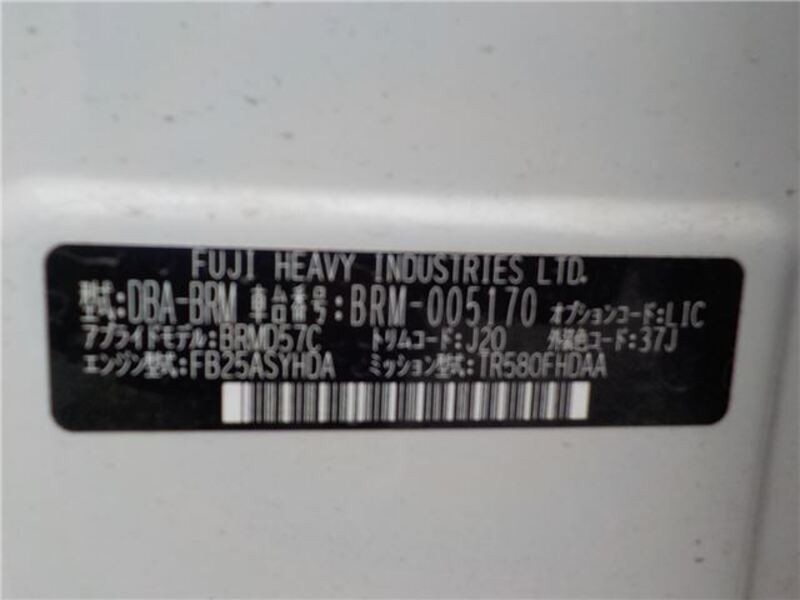 FUJI HEAVY INDUSTRIES LTD.
型式:DBA-BRM 車台番号:BRM-005170 オプションコード:LIC
アプライドモデル:BRMD57C トリムコード:J20 外装色コード:37J
エンジン型式:FB25ASYHDA ミッション型式:TR580FHDAA